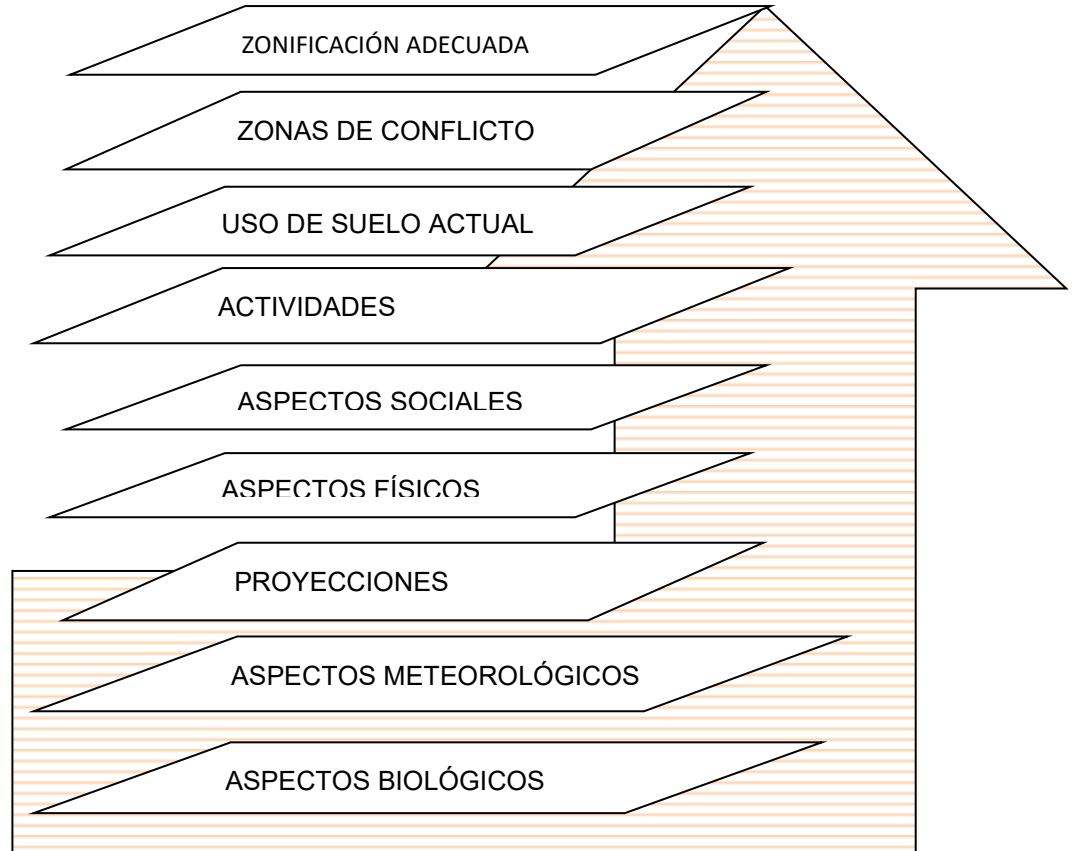 ZONIFICACIÓN ADECUADA
ZONAS DE CONFLICTO
USO DE SUELO ACTUAL
ACTIVIDADES
ASPECTOS SOCIALES
ASPECTOS FÍSICOS
PROYECCIONES
ASPECTOS METEOROLÓGICOS
ASPECTOS BIOLÓGICOS